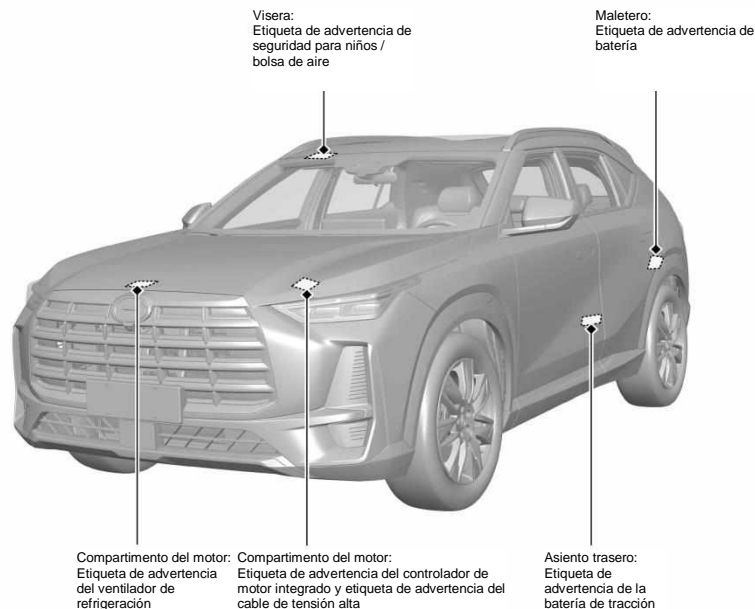 Visera:
Etiqueta de advertencia de
seguridad para niños /
bolsa de aire
Maletero:
Etiqueta de advertencia de
batería
Compartimento del motor:
Etiqueta de advertencia
del ventilador de
refrigeración
Compartimento del motor:
Etiqueta de advertencia del controlador de
motor integrado y etiqueta de advertencia del
cable de tensión alta
Asiento trasero:
Etiqueta de
advertencia de la
batería de tracción